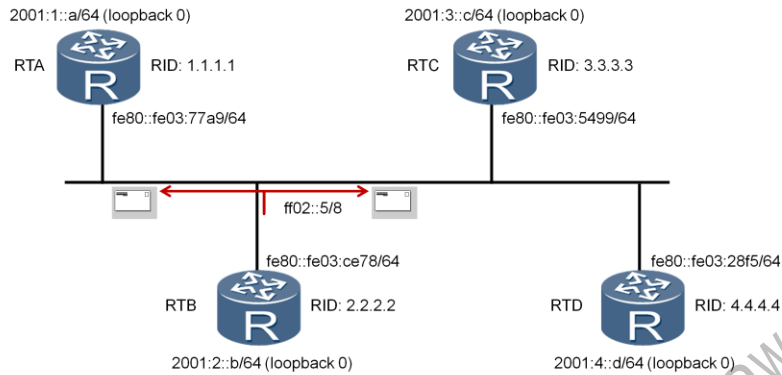 2001:1::a/64 (loopback 0)
2001:3::c/64 (loopback 0)
RTA
R
RID: 1.1.1.1
RTC
R
RID: 3.3.3.3
fe80::fe03:77a9/64
fe80::fe03:5499/64
ff02::5/8
fe80::fe03:ce78/64
fe80::fe03:28f5/64
RTB
R
RID: 2.2.2.2
RTD
R
RID: 4.4.4.4
2001:2::b/64 (loopback 0)
2001:4::d/64 (loopback 0)